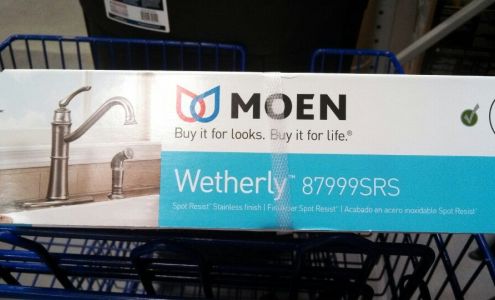 MOEN
Buy it for looks. Buy it for life.®
Wetherly™ 87999SRS
Spot Resist™ Stainless finish | Fini acier Spot Resist™ | Acabado en acero inoxidable Spot Resist™